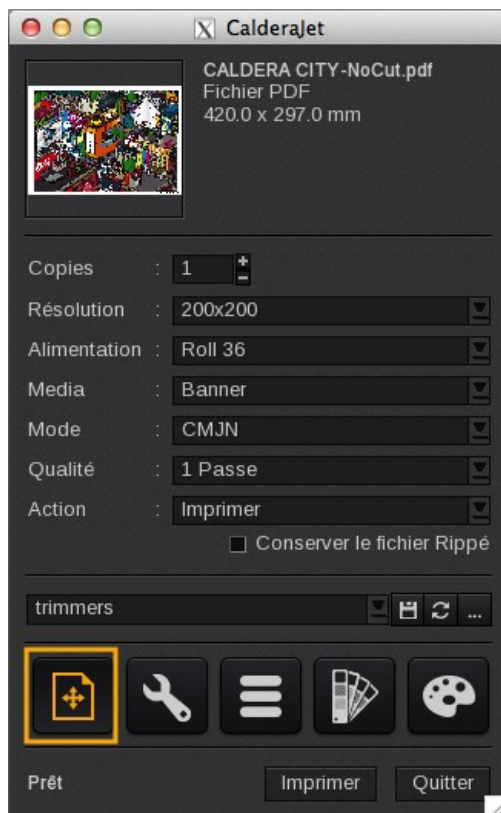 CalderaJet
CALDERA CITY-NoCut.pdf
Fichier PDF
420.0 x 297.0 mm
Copies : 1
Résolution : 200x200
Alimentation : Roll 36
Media : Banner
Mode : CMJN
Qualité : 1 Passe
Action : Imprimer
Conserver le fichier Rippé
trimmers
...
Prêt Imprimer Quitter